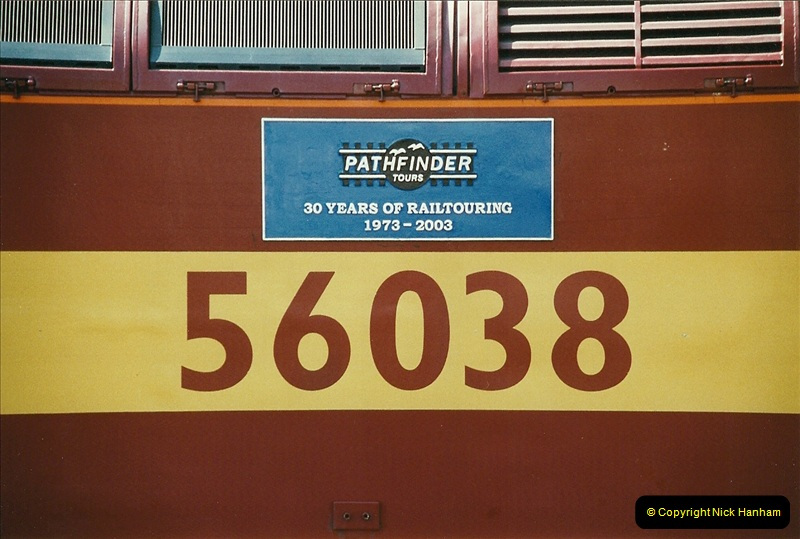 PATHFINDER
TOURS
30 YEARS OF RAILTOURING
1973 - 2003
56038
© Copyright Nick Hanham